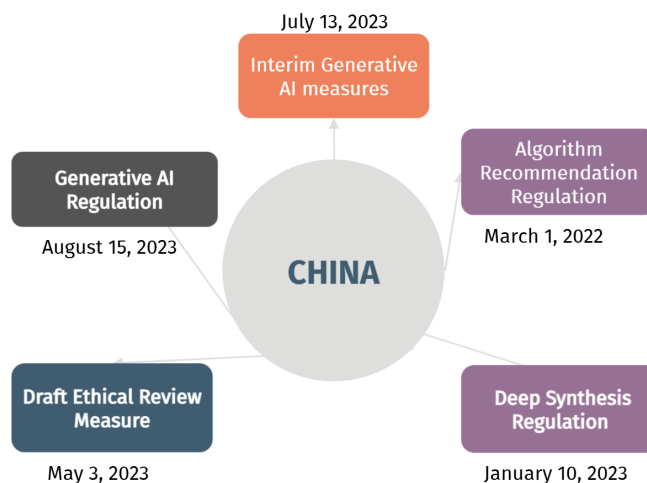 July 13, 2023
Interim Generative
AI measures
Generative AI
Regulation
August 15, 2023
Algorithm
Recommendation
Regulation
March 1, 2022
CHINA
Draft Ethical Review
Measure
May 3, 2023
Deep Synthesis
Regulation
January 10, 2023